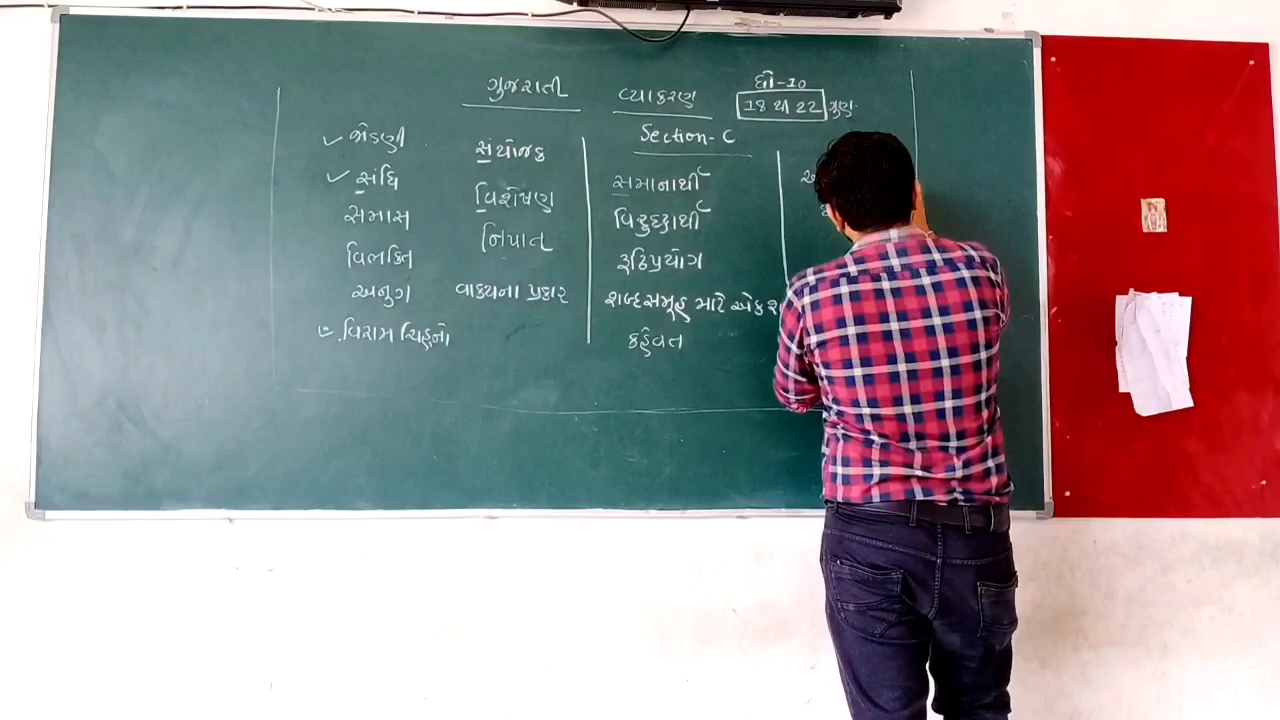 ગુજરાતી વ્યાકરણ
ધો-10
18 થી 22 ગુણ.
Section-C
જોડણી
સંધિ
સમાસ
વિભક્તિ
અનુગ
વિરામ ચિહ્નો
સંયોજક
વિશેષણ
નિપાત
વાક્યના પ્રકાર
સમાનાર્થી
વિરુદ્ધાર્થી
રૂઢિપ્રયોગ
શબ્દસમૂહ માટે એક
કહેવત